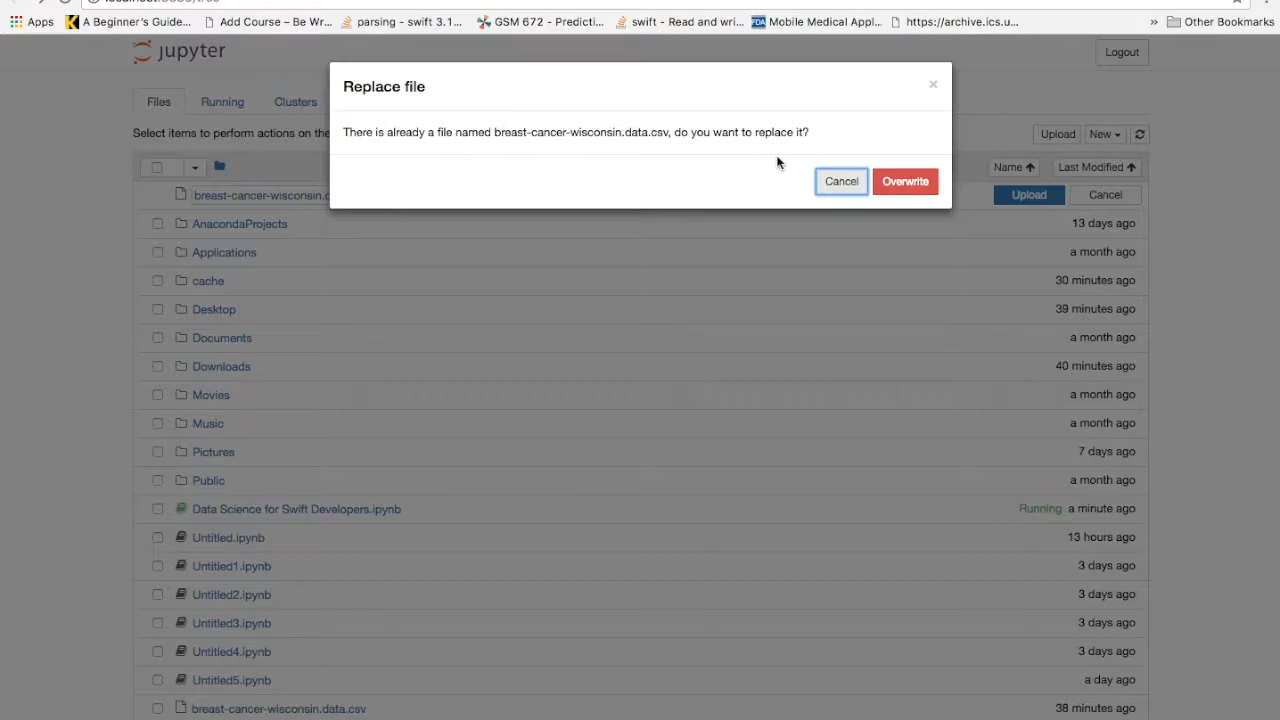 Apps
A Beginner's Guide...
Add Course – Be Wr...
parsing - swift 3.1...
GSM 672 - Predicti...
swift - Read and wri...
FDA
Mobile Medical Appl...
https://archive.ics.u...
»
Other Bookmarks
jupyter
Logout
Replace file
×
There is already a file named breast-cancer-wisconsin.data.csv, do you want to replace it?
Cancel
Overwrite
Files
Running
Clusters
Select items to perform actions on the
Upload
New
Name
Last Modified
breast-cancer-wisconsin.
Upload
Cancel
AnacondaProjects
13 days ago
Applications
a month ago
cache
30 minutes ago
Desktop
39 minutes ago
Documents
a month ago
Downloads
40 minutes ago
Movies
a month ago
Music
a month ago
Pictures
7 days ago
Public
a month ago
Data Science for Swift Developers.ipynb
Running a minute ago
Untitled.ipynb
13 hours ago
Untitled1.ipynb
3 days ago
Untitled2.ipynb
3 days ago
Untitled3.ipynb
3 days ago
Untitled4.ipynb
3 days ago
Untitled5.ipynb
a day ago
breast-cancer-wisconsin.data.csv
38 minutes ago